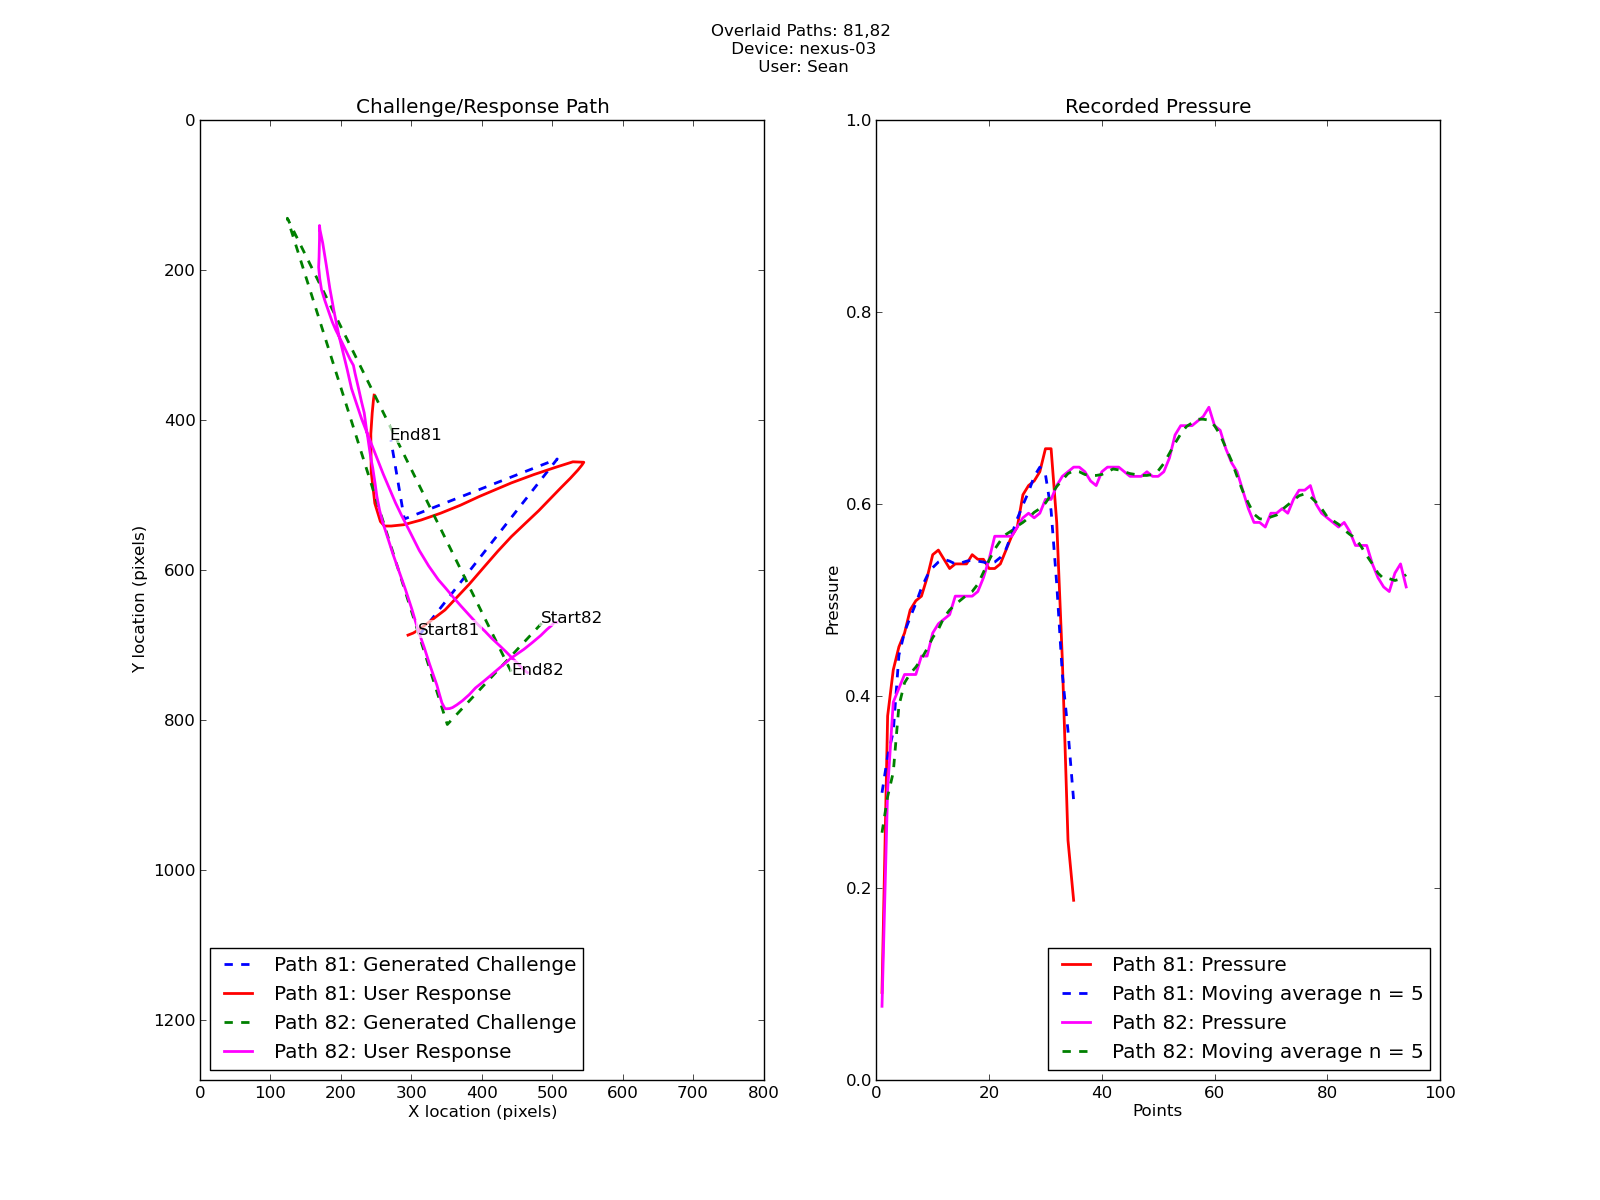 Overlaid Paths: 81,82
Device: nexus-03
User: Sean
Challenge/Response Path
0
200
400
600
800
1000
1200
Y location (pixels)
End81
Start81
Start82
End82
Path 81: Generated Challenge
Path 81: User Response
Path 82: Generated Challenge
Path 82: User Response
0 100 200 300 400 500 600 700 800
X location (pixels)
Recorded Pressure
1.0
0.8
0.6
0.4
0.2
0.0
Pressure
Path 81: Pressure
Path 81: Moving average n = 5
Path 82: Pressure
Path 82: Moving average n = 5
0 20 40 60 80 100
Points